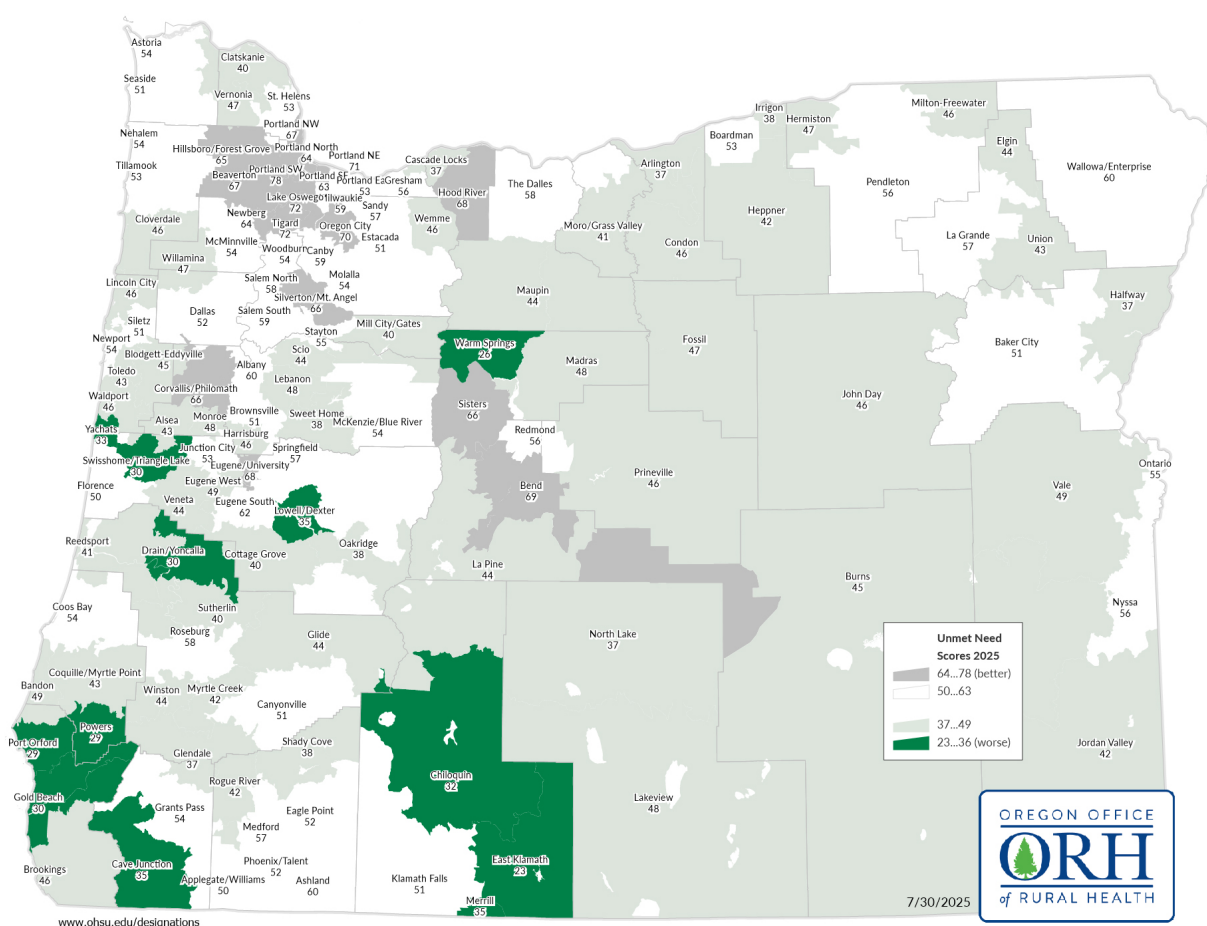 Astoria
54
Clatskanie
40
Seaside
51
Vernonia
47
St. Helens
53
Portland NW
67
Nehalem
54
Hillsboro/Forest Grove
65
Portland North
64
Portland NE
71
Tillamook
53
Beaverton
67
Portland SW
78
Portland SE
63
Portland Ea
53
Gresham
56
Cascade Locks
37
Hood River
68
The Dalles
58
Lake Oswego
72
ilwaukie
59
Sandy
57
Wemme
46
Newberg
64
Tigard
72
Oregon City
70
Estacada
51
Cloverdale
46
McMinnville
54
Woodburn
54
Canby
59
Willamina
47
Molalla
54
Lincoln City
46
Salem North
58
Silverton/Mt. Angel
66
Dallas
52
Salem South
59
Siletz
51
Stayton
55
Mill City/Gates
40
Newport
54
Blodgett-Eddyville
45
Scio
44
Albany
60
Toledo
43
Lebanon
48
Corvallis/Philomath
66
Waldport
46
Alsea
43
Monroe
48
Brownsville
51
Sweet Home
38
McKenzie/Blue River
54
Yachats
33
Harrisburg
46
Junction City
53
Springfield
57
Swisshome/Triangle Lake
30
Eugene/University
68
Florence
50
Eugene West
49
Veneta
44
Eugene South
62
Lowell/Dexter
35
Reedsport
41
Drain/Yoncalla
30
Cottage Grove
40
Oakridge
38
Coos Bay
54
Sutherlin
40
Roseburg
58
Glide
44
Coquille/Myrtle Point
43
Bandon
49
Winston
44
Myrtle Creek
42
Canyonville
51
Powers
29
Port Orford
29
Glendale
37
Shady Cove
38
Gold Beach
30
Rogue River
42
Grants Pass
54
Eagle Point
52
Medford
57
Brookings
46
Cave Junction
35
Phoenix/Talent
52
Applegate/Williams
50
Ashland
60
Klamath Falls
51
Chiloquin
32
East Klamath
23
Merrill
35
Irrigon
38
Hermiston
47
Milton-Freewater
46
Boardman
53
Elgin
44
Wallowa/Enterprise
60
Arlington
37
Pendleton
56
Heppner
42
Moro/Grass Valley
41
Condon
46
La Grande
57
Union
43
Maupin
44
Halfway
37
Warm Springs
26
Madras
48
Fossil
47
Baker City
51
John Day
46
Sisters
66
Redmond
56
Bend
69
Prineville
46
Ontario
55
Vale
49
La Pine
44
Burns
45
Nyssa
56
North Lake
37
Lakeview
48
Jordan Valley
42
Unmet Need
Scores 2025
64...78 (better)
50...63
37...49
23...36 (worse)
OREGON OFFICE
ORH
of RURAL HEALTH
7/30/2025
www.ohsu.edu/designations